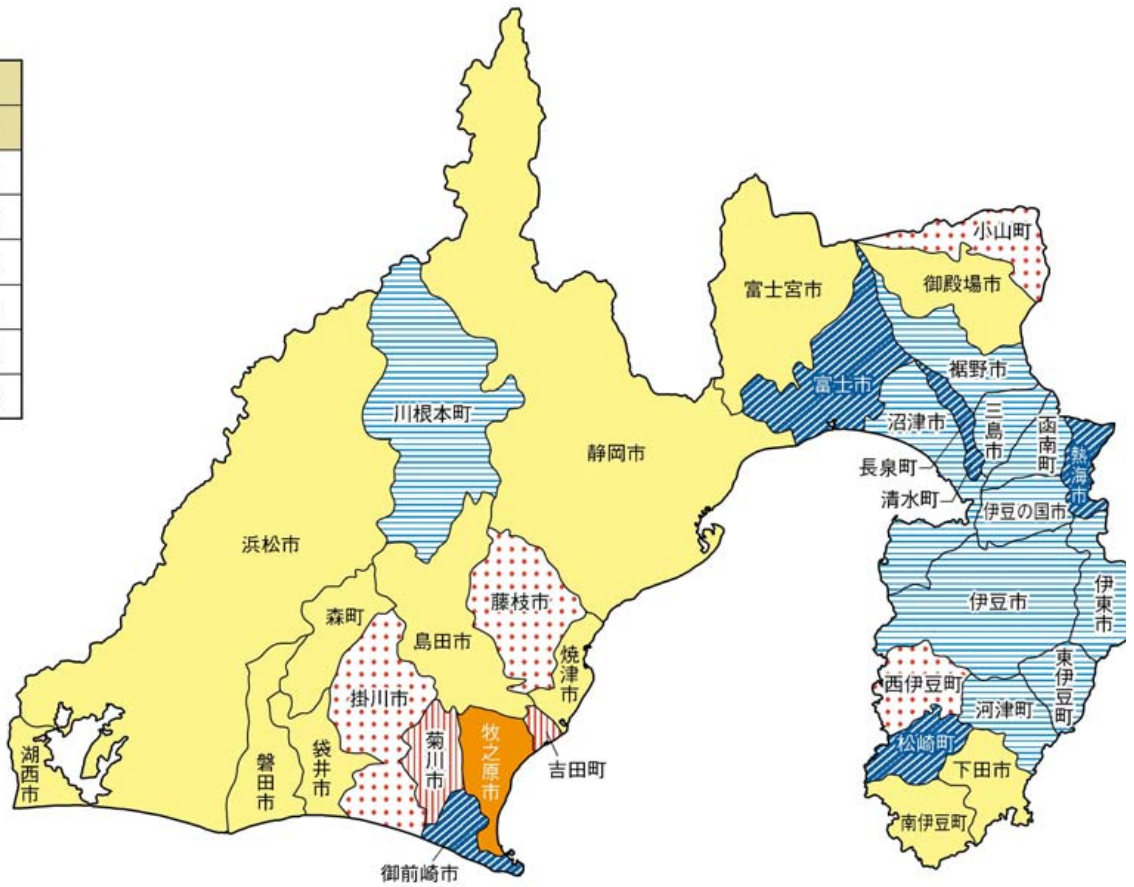 小山町
富士宮市
御殿場市
裾野市
富士市
川根本町
沼津市
三島市
函南町
静岡市
熱海市
長泉町
清水町
伊豆の国市
浜松市
藤枝市
伊豆市
伊東市
森町
島田市
焼津市
東伊豆町
西伊豆町
掛川市
河津町
菊川市
牧之原市
松崎町
湖西市
磐田市
袋井市
吉田町
下田市
南伊豆町
御前崎市